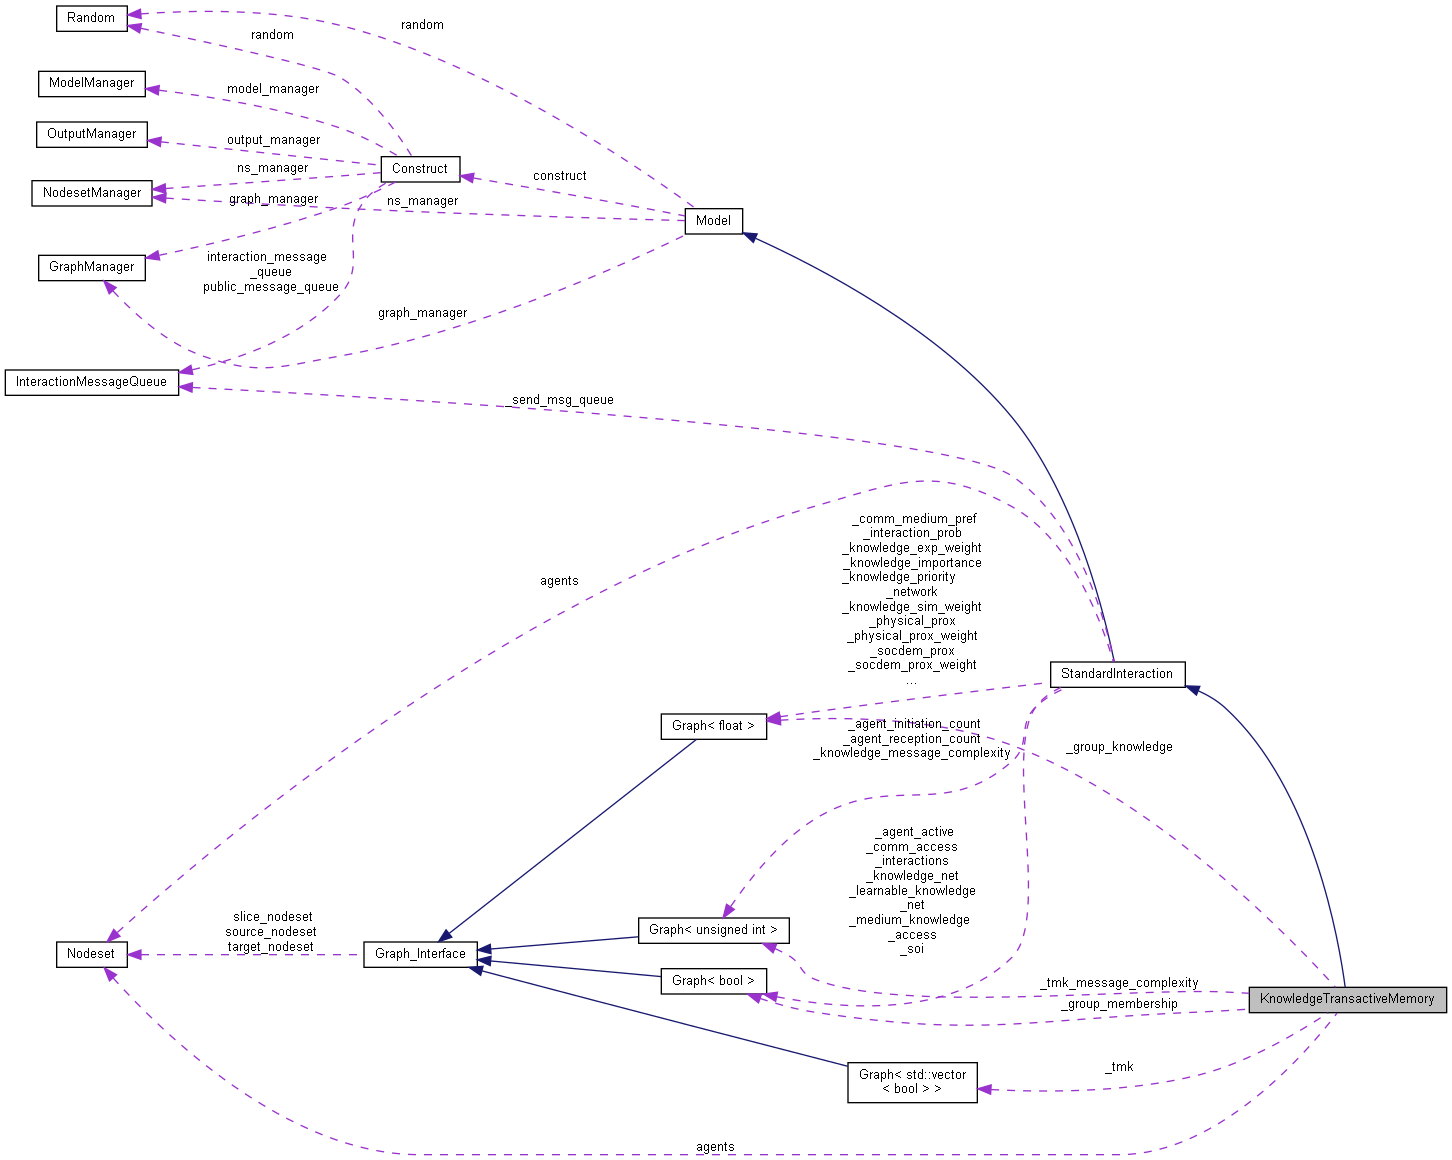 Random
random
random
ModelManager
model_manager
OutputManager
output_manager
Construct
ns_manager
construct
NodesetManager
graph_manager
ns_manager
Model
GraphManager
interaction_message
_queue
public_message_queue
graph_manager
InteractionMessageQueue
_send_msg_queue
agents
_comm_medium_pref
_interaction_prob
_knowledge_exp_weight
_knowledge_importance
_knowledge_priority
_network
_knowledge_sim_weight
_physical_prox
_physical_prox_weight
_socdem_prox
_socdem_prox_weight
...
StandardInteraction
Graph< float >
_agent_initiation_count
_agent_reception_count
_knowledge_message_complexity
_group_knowledge
_agent_active
_comm_access
_interactions
_knowledge_net
_learnable_knowledge
_net
_medium_knowledge
_access
_soi
Nodeset
slice_nodeset
source_nodeset
target_nodeset
Graph_Interface
Graph< unsigned int >
Graph< bool >
_tmk_message_complexity
_group_membership
KnowledgeTransactiveMemory
Graph< std::vector
< bool > >
_tmk
agents